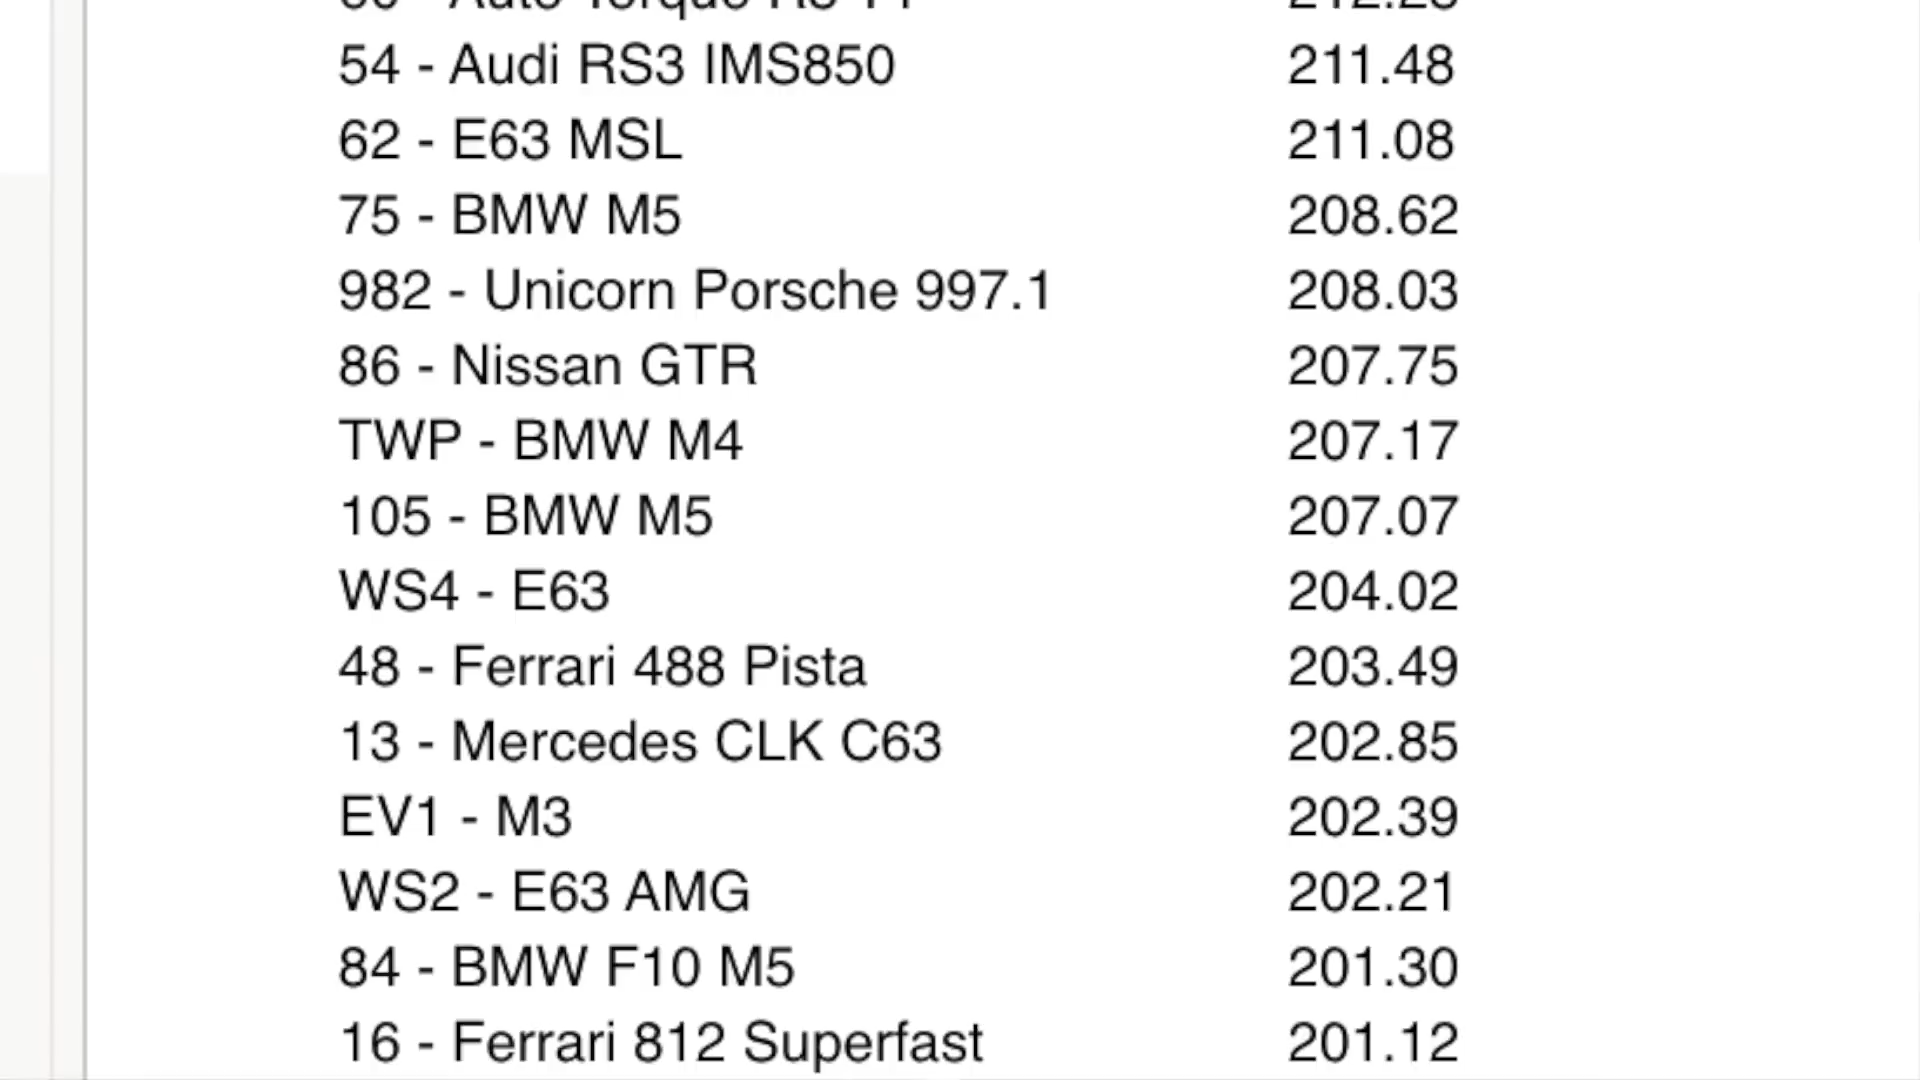 54 - Audi RS3 IMS850 211.48
62 - E63 MSL 211.08
75 - BMW M5 208.62
982 - Unicorn Porsche 997.1 208.03
86 - Nissan GTR 207.75
TWP - BMW M4 207.17
105 - BMW M5 207.07
WS4 - E63 204.02
48 - Ferrari 488 Pista 203.49
13 - Mercedes CLK C63 202.85
EV1 - M3 202.39
WS2 - E63 AMG 202.21
84 - BMW F10 M5 201.30
16 - Ferrari 812 Superfast 201.12